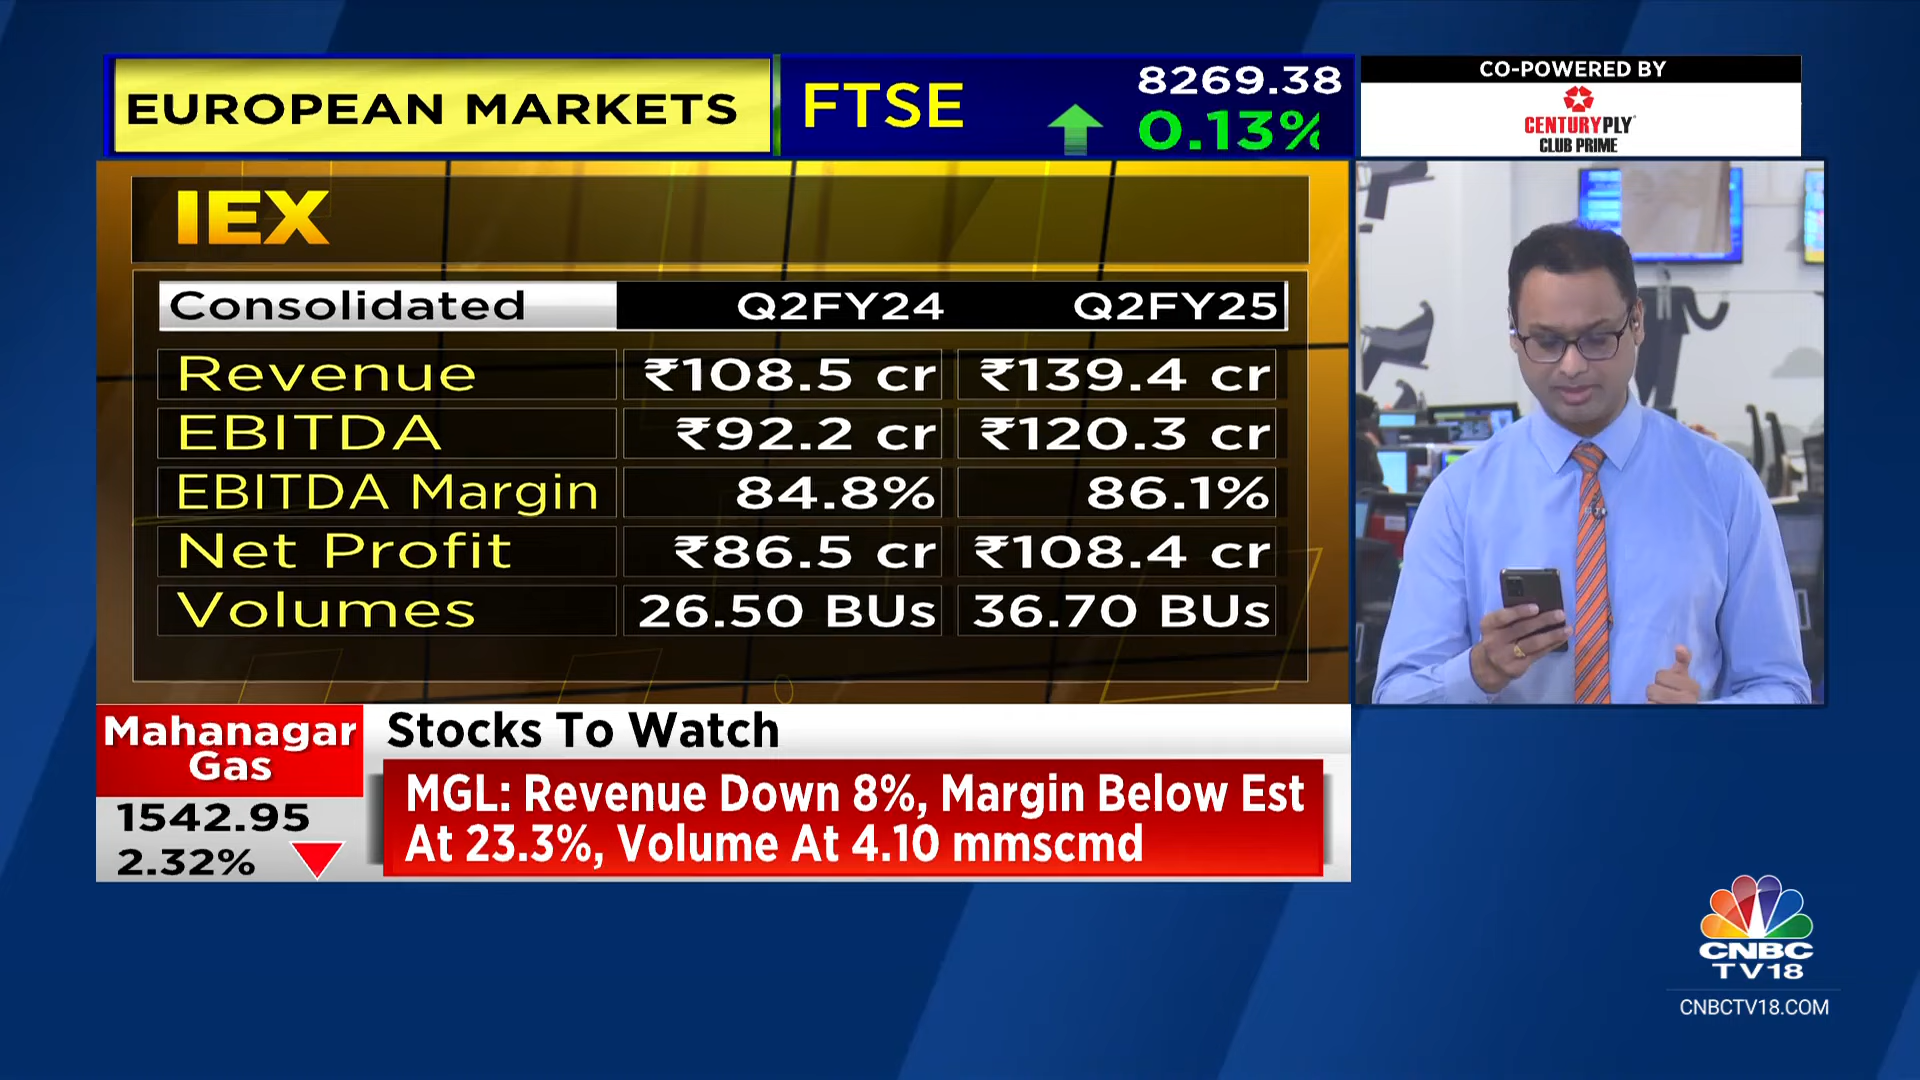 EUROPEAN MARKETS
FTSE
8269.38
0.13%
CO-POWERED BY
CENTURYPLY
CLUB PRIME
IEX
Consolidated Q2FY24 Q2FY25
Revenue ₹108.5 cr ₹139.4 cr
EBITDA ₹92.2 cr ₹120.3 cr
EBITDA Margin 84.8% 86.1%
Net Profit ₹86.5 cr ₹108.4 cr
Volumes 26.50 BUs 36.70 BUs
Mahanagar
Gas
1542.95
2.32%
Stocks To Watch
MGL: Revenue Down 8%, Margin Below Est
At 23.3%, Volume At 4.10 mmscmd
CNBC
TV18
CNBCTV18.COM